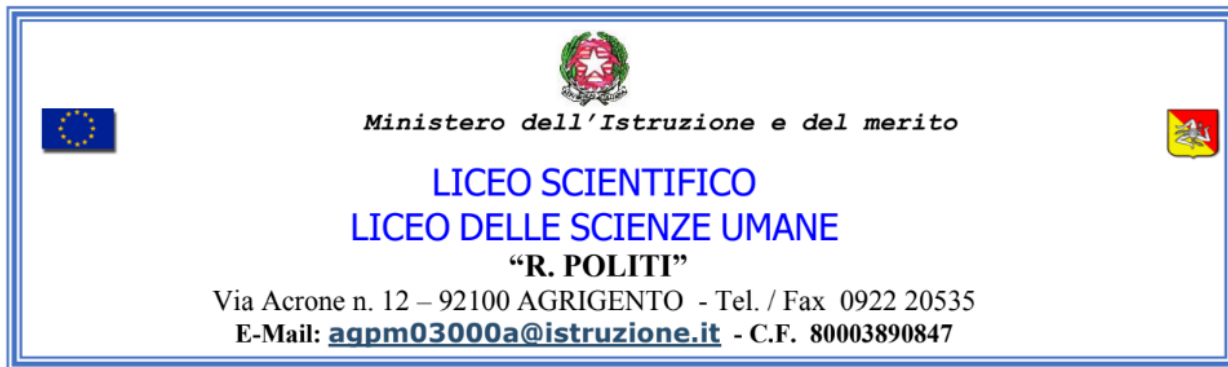 Ministero dell'Istruzione e del merito
LICEO SCIENTIFICO
LICEO DELLE SCIENZE UMANE
“R. POLITI”
Via Acrone n. 12 – 92100 AGRIGENTO - Tel. / Fax 0922 20535
E-Mail: agpm03000a@istruzione.it - C.F. 80003890847